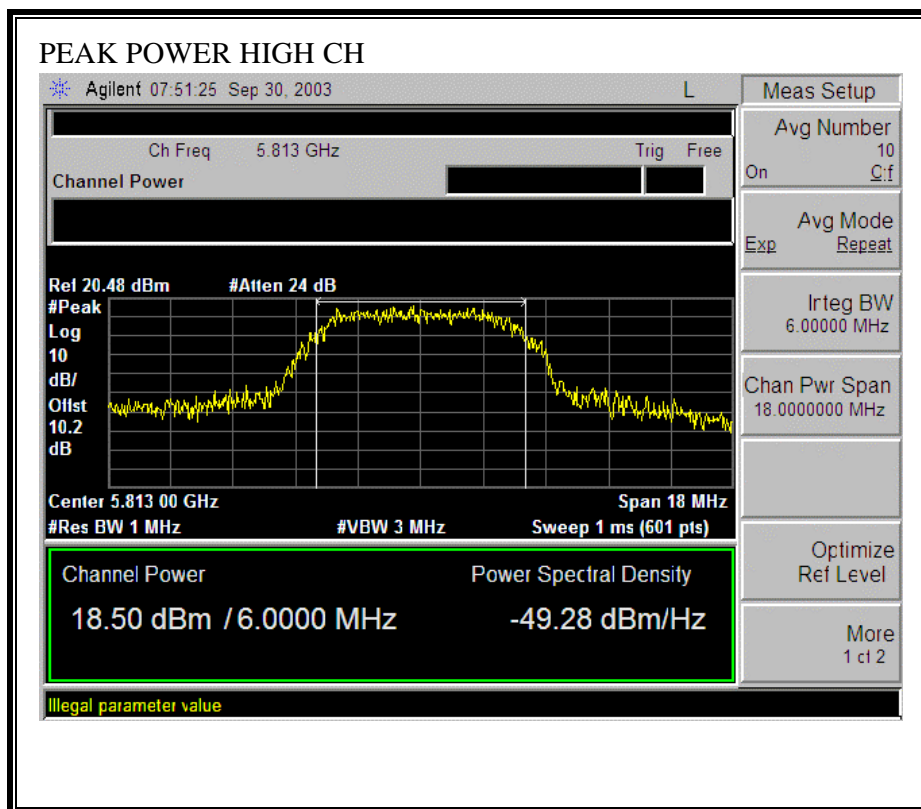 PEAK POWER HIGH CH
Agilent 07:51:25 Sep 30, 2003 L
Meas Setup
Ch Freq 5.813 GHz Trig Free
Channel Power
Avg Number
10
On Off
Avg Mode
Exp Repeat
Ref 20.48 dBm #Atten 24 dB
#Peak
Log
10
dB/
Offst
10.2
dB
Integ BW
6.00000 MHz
Chan Pwr Span
18.0000000 MHz
Center 5.813 00 GHz Span 18 MHz
#Res BW 1 MHz #VBW 3 MHz Sweep 1 ms (601 pts)
Optimize
Ref Level
Channel Power Power Spectral Density
18.50 dBm / 6.0000 MHz -49.28 dBm/Hz
More
1 of 2
Illegal parameter value